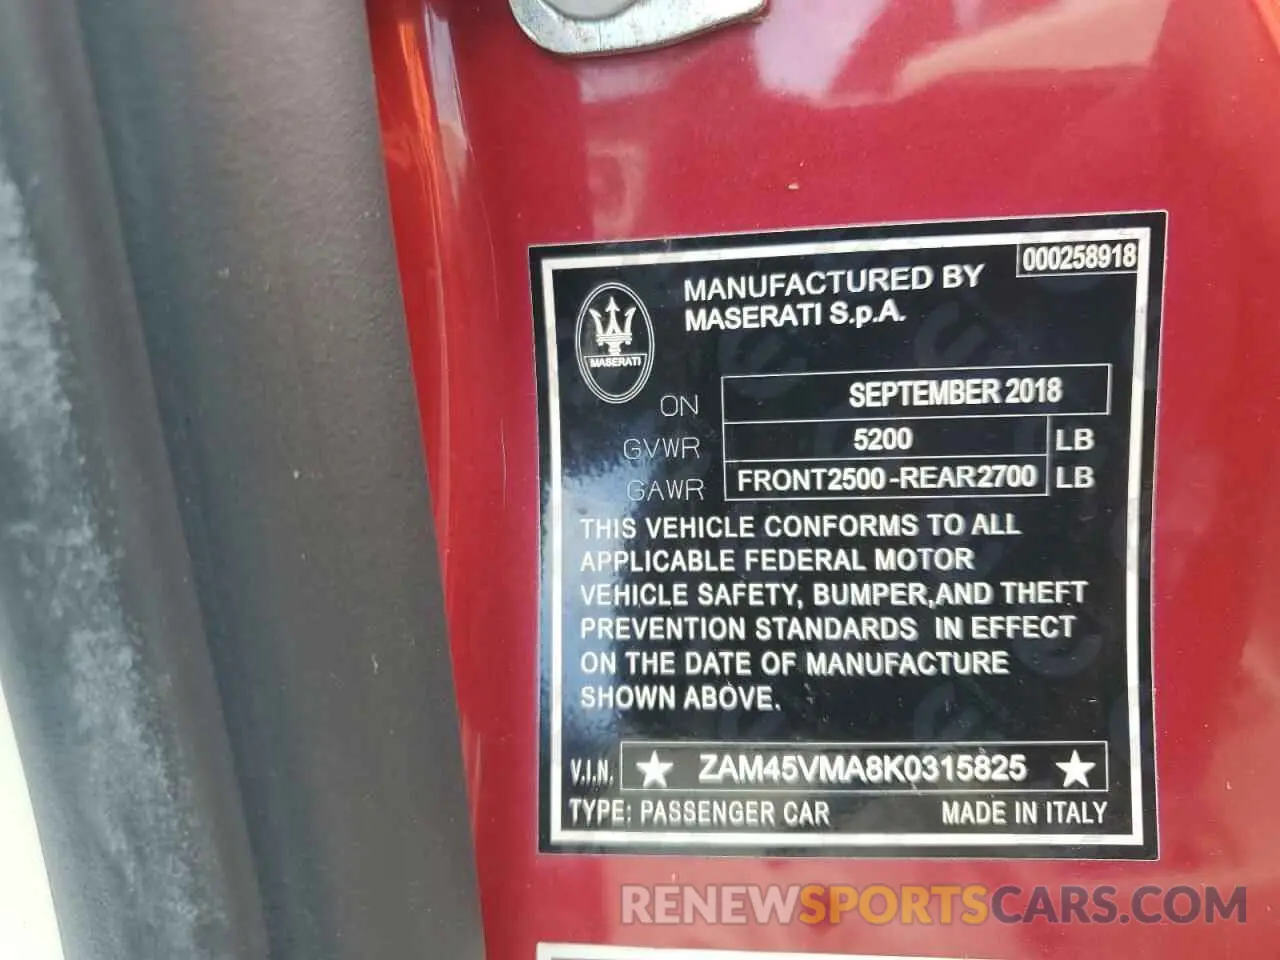 000258918
MANUFACTURED BY
MASERATI S.p.A.
MASERATI
ON SEPTEMBER 2018
GVWR 5200 LB
GAWR FRONT2500-REAR2700 LB
THIS VEHICLE CONFORMS TO ALL
APPLICABLE FEDERAL MOTOR
VEHICLE SAFETY, BUMPER,AND THEFT
PREVENTION STANDARDS IN EFFECT
ON THE DATE OF MANUFACTURE
SHOWN ABOVE.
V.I.N. ★ ZAM45VMA8K0315825 ★
TYPE: PASSENGER CAR MADE IN ITALY
RENEWSPORTSCARS.COM